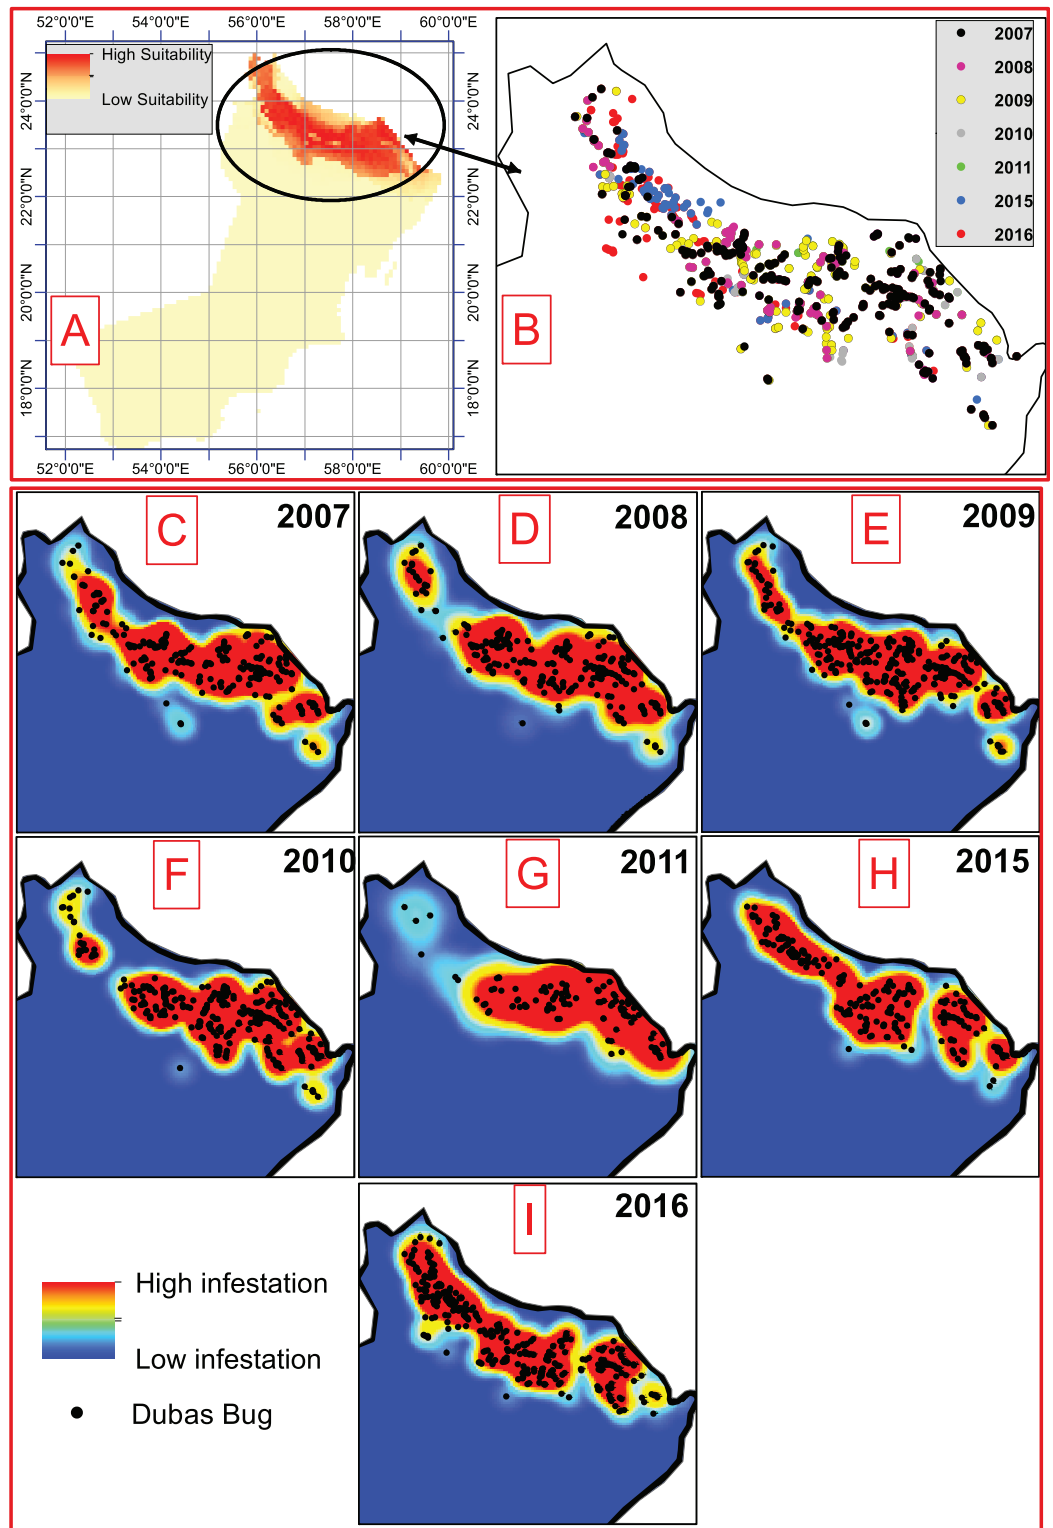 52°0'0"E 54°0'0"E 56°0'0"E 58°0'0"E 60°0'0"E
High Suitability
Low Suitability
24°0'0"N
22°0'0"N
20°0'0"N
18°0'0"N
A
24°0'0"N
22°0'0"N
20°0'0"N
18°0'0"N
52°0'0"E 54°0'0"E 56°0'0"E 58°0'0"E 60°0'0"E
2007
2008
2009
2010
2011
2015
2016
B
C 2007
D 2008
E 2009
F 2010
G 2011
H 2015
I 2016
High infestation
Low infestation
Dubas Bug